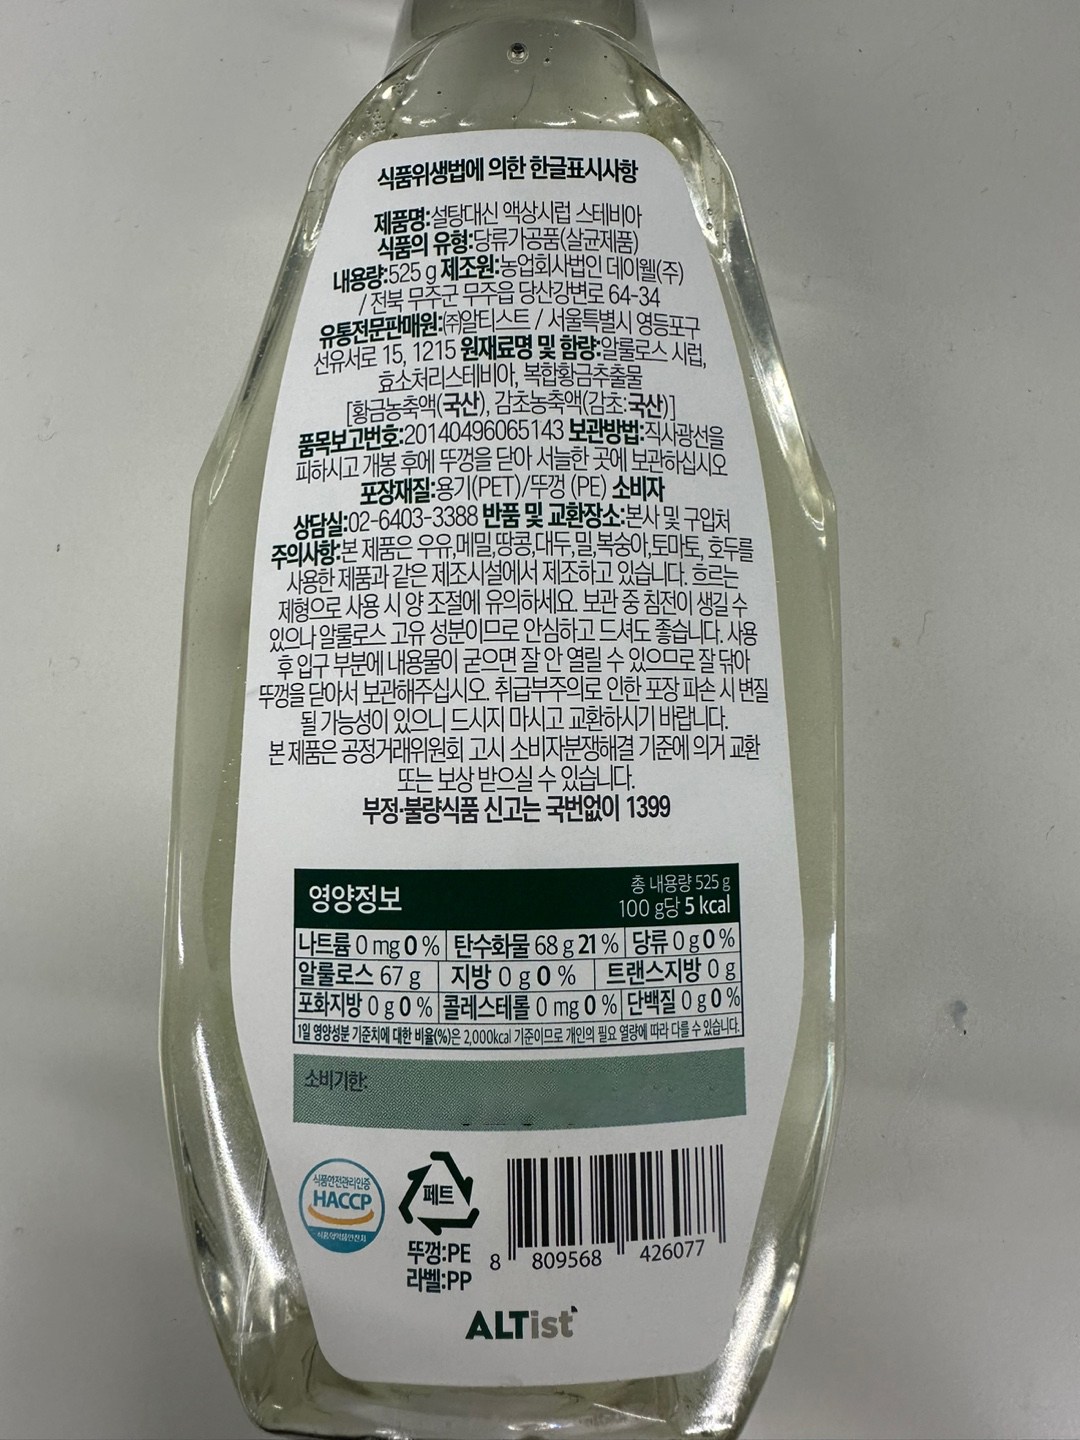 식품위생법에 의한 한글표시사항
제품명:설탕대신 액상시럽 스테비아
식품의 유형:당류가공품(살균제품)
내용량:525 g 제조원:농업회사법인 데이웰(주)
/ 전북 무주군 무주읍 당산강변로 64-34
유통전문판매원:㈜알티스트 / 서울특별시 영등포구
선유서로 15, 1215 원재료명 및 함량:알룰로스 시럽,
효소처리스테비아, 복합황금추출물
[황금농축액(국산), 감초농축액(감초:국산)]
품목보고번호:20140496065143 보관방법:직사광선을
피하시고 개봉 후에 뚜껑을 닫아 서늘한 곳에 보관하십시오
포장재질:용기(PET)/뚜껑 (PE) 소비자
상담실:02-6403-3388 반품 및 교환장소:본사 및 구입처
주의사항:본 제품은 우유,메밀,땅콩,대두,밀,복숭아,토마토, 호두를
사용한 제품과 같은 제조시설에서 제조하고 있습니다. 흐르는
제형으로 사용 시 양 조절에 유의하세요. 보관 중 침전이 생길 수
있으나 알룰로스 고유 성분이므로 안심하고 드셔도 좋습니다. 사용
후 입구 부분에 내용물이 굳으면 잘 안 열릴 수 있으므로 잘 닦아
뚜껑을 닫아서 보관해주십시오. 취급부주의로 인한 포장 파손 시 변질
될 가능성이 있으니 드시지 마시고 교환하시기 바랍니다.
본 제품은 공정거래위원회 고시 소비자분쟁해결 기준에 의거 교환
또는 보상 받으실 수 있습니다.
부정·불량식품 신고는 국번없이 1399
영양정보
총 내용량 525 g
100 g당 5 kcal
나트륨 0 mg 0 % 탄수화물 68 g 21 % 당류 0 g 0 %
알룰로스 67 g 지방 0 g 0 % 트랜스지방 0 g
포화지방 0 g 0 % 콜레스테롤 0 mg 0 % 단백질 0 g 0 %
1일 영양성분 기준치에 대한 비율(%)은 2,000kcal 기준이므로 개인의 필요 열량에 따라 다를 수 있습니다.
소비기한:
식품안전관리인증
HACCP
식품의약품안전처
페트
뚜껑:PE
라벨:PP
8 809568 426077
ALTist